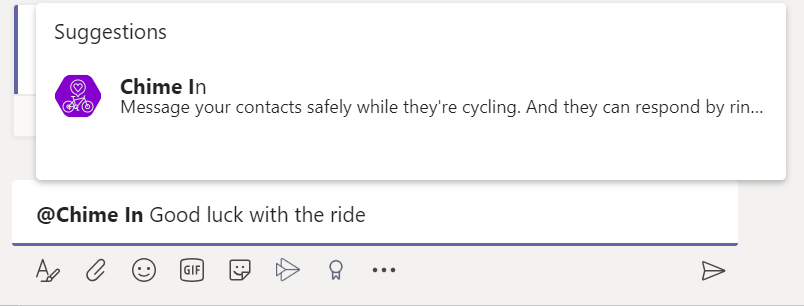 Suggestions
Chime In
Message your contacts safely while they're cycling. And they can respond by rin...
@Chime In Good luck with the ride
GIF